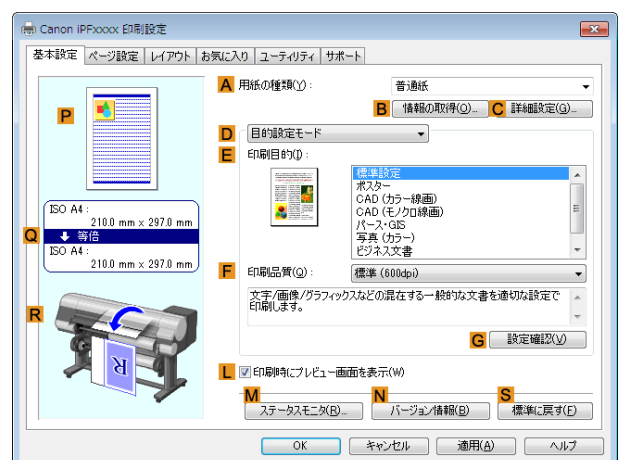 Canon iPFxxxx 印刷設定
基本設定 ページ設定 レイアウト お気に入り ユーティリティ サポート
A 用紙の種類(Y): 普通紙
B 情報の取得(O)... C 詳細設定(G)...
P
D 目的設定モード
E 印刷目的(I):
標準設定
ポスター
CAD (カラー線画)
CAD (モノクロ線画)
パース・GIS
写真 (カラー)
ビジネス文書
ISO A4 :
210.0 mm x 297.0 mm
Q 等倍
ISO A4 :
210.0 mm x 297.0 mm
F 印刷品質(Q): 標準 (600dpi)
文字/画像/グラフィックスなどの混在する一般的な文書を適切な設定で
印刷します。
R
G 設定確認(V)
R
L 印刷時にプレビュー画面を表示(W)
M N S
ステータスモニタ(R)... バージョン情報(B) 標準に戻す(F)
OK キャンセル 適用(A) ヘルプ